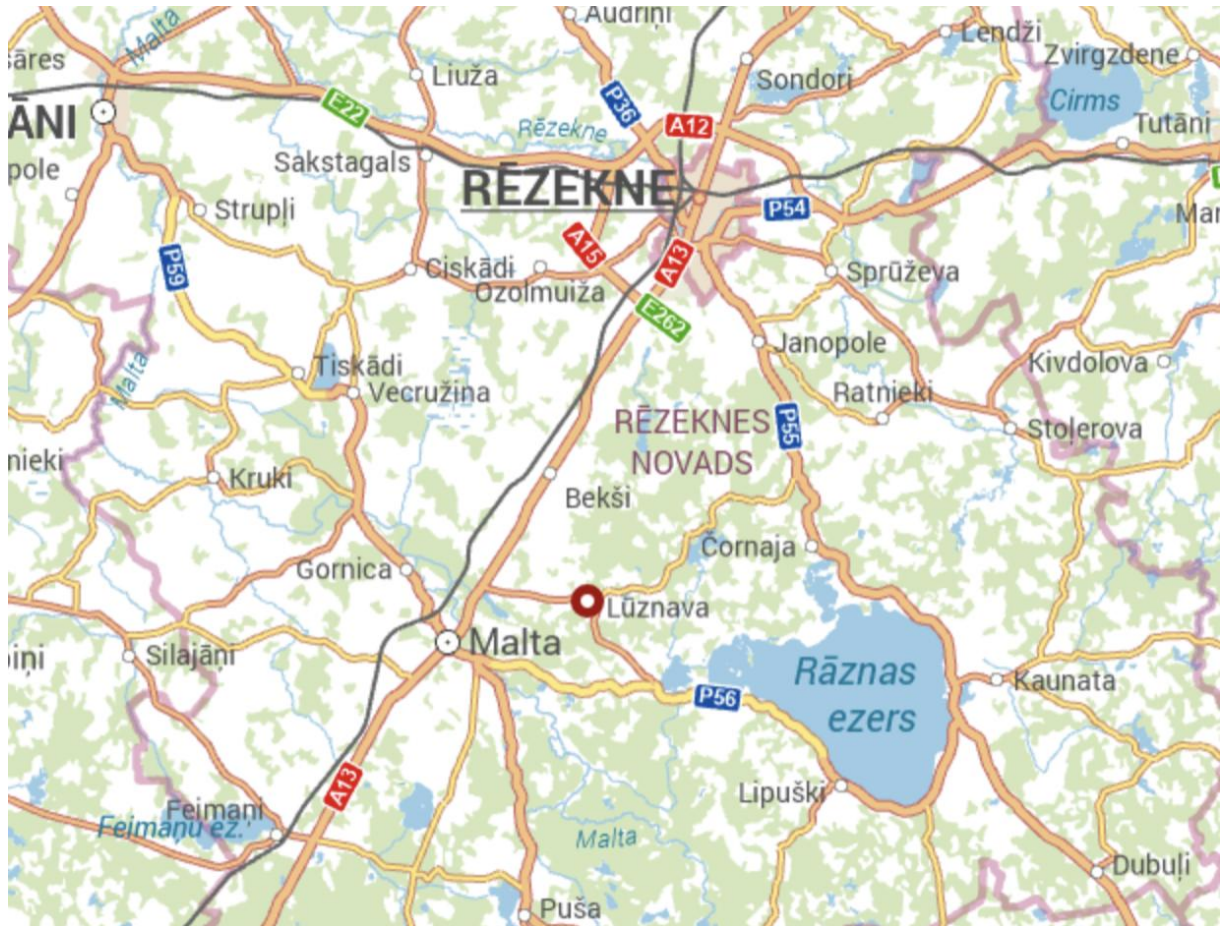 Malta
Audriņi
Lendži
Zvirgzdene
sāres
Liuža
Sondori
E22
P36
Cirms
ĀNI
Rēzekne
A12
Tutāni
Sakstagals
pole
RĒZEKNE
Strupļi
P54
Mar
A15
P59
A13
Ciskādi
Sprūževa
Ozolmuiža
E262
Janopole
Kivdolova
Malta
Tiskādi
Vecružina
Ratnieki
RĒZEKNES
NOVADS
P55
Stoļerova
nieki
Kruki
Bekši
Čornaja
Gornica
Lūznava
Malta
Silajāņi
Rāznas
ezers
Kaunata
P56
A13
Lipuški
Feimaņi
Feimaņu ez.
Malta
Dubuļi
Puša